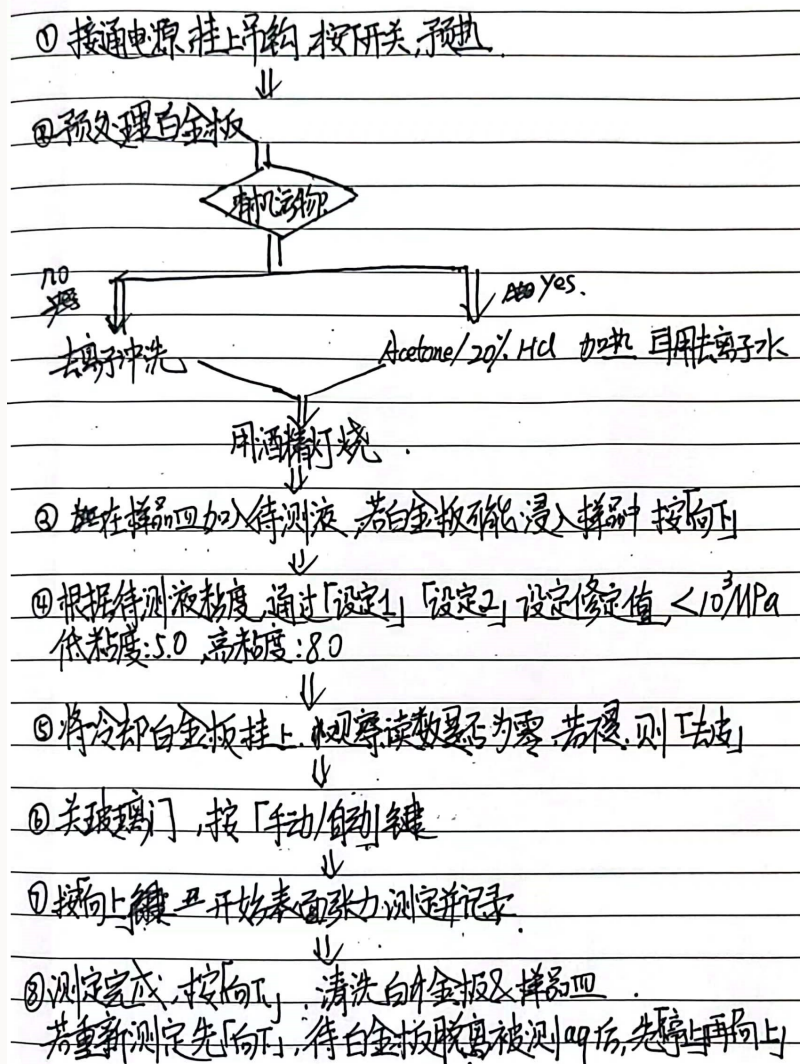 ① 接通电源,挂上吊钩,按下开关,预热.
② 预处理白金板
有机污物?
no
yes.
去离子冲洗
Acetone/20% HCl 加热 再用去离子水
用酒精灯烧.
③ 在样品皿加入待测液,若白金板可能浸入样品中 按「向下」
④ 根据待测液粘度,通过「设定1」「设定2」设定修定值,<10³MPa
低粘度:5.0,高粘度:8.0
⑤ 将冷却白金板挂上,观察读数是否为零,若不是,则「去皮」
⑥ 关玻璃门,按「手动/自动」键
⑦ 按「向上」键 开始表面张力测定并记录.
⑧ 测定完成,按「向下」,清洗白金板&样品皿.
若重新测定先「向下」,待白金板脱离被测aq后,先「停止」再「向上」